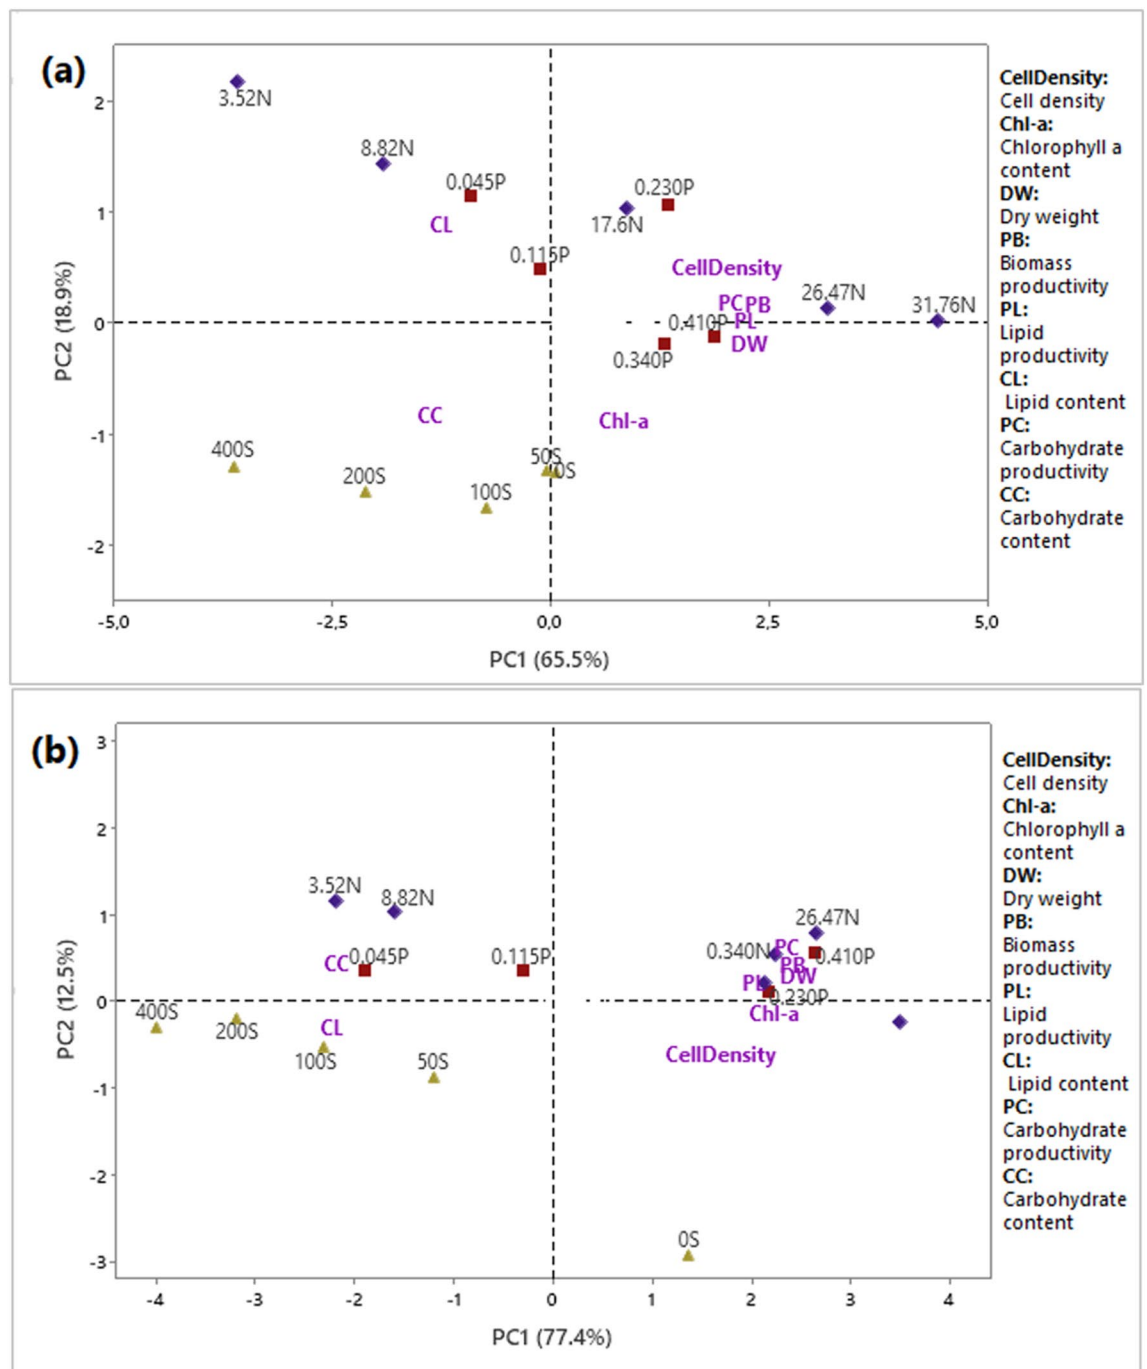 (a)
PC2 (18.9%)
2
1
0
-1
-2
3.52N
8.82N
0.045P
0.230P
CL
17.6N
0.115P
CellDensity
PC PB
26.47N
31.76N
0.410P
PL
0.340P
DW
CC
Chl-a
400S
50S
0S
200S
100S
-5,0
-2,5
0,0
2,5
5,0
PC1 (65.5%)
CellDensity:
Cell density
Chl-a:
Chlorophyll a
content
DW:
Dry weight
PB:
Biomass
productivity
PL:
Lipid
productivity
CL:
Lipid content
PC:
Carbohydrate
productivity
CC:
Carbohydrate
content
(b)
PC2 (12.5%)
3
2
1
0
-1
-2
-3
3.52N
8.82N
26.47N
0.340N
PC
0.045P
0.115P
0.410P
CC
PB
DW
PL
0.230P
400S
Chl-a
200S
CL
100S
50S
CellDensity
0S
-4
-3
-2
-1
0
1
2
3
4
PC1 (77.4%)
CellDensity:
Cell density
Chl-a:
Chlorophyll a
content
DW:
Dry weight
PB:
Biomass
productivity
PL:
Lipid
productivity
CL:
Lipid content
PC:
Carbohydrate
productivity
CC:
Carbohydrate
content